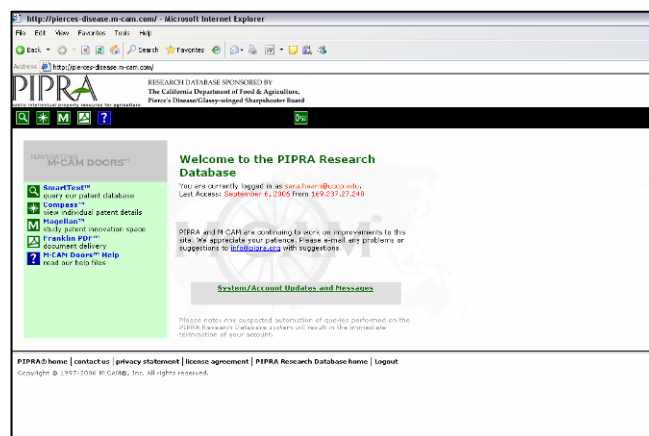 http://pierces-disease.m-cam.com/ - Microsoft Internet Explorer
File Edit View Favorites Tools Help
Back Search Favorites
Address http://pierces-disease.m-cam.com/
PIPRA
public intellectual property resource for agriculture
RESEARCH DATABASE SPONSORED BY
The California Department of Food & Agriculture,
Pierce's Disease/Glassy-winged Sharpshooter Board
M ?
NAVIGATING
M·CAM DOORS™
SmartText™
query our patent database
Compass™
view individual patent details
M Magellan™
study patent innovation space
Franklin PDF™
document delivery
? M·CAM Doors™ Help
read our help files
Welcome to the PIPRA Research
Database
You are currently logged in as
Last Access: September 6, 2006 from 169.237.27.240
PIPRA and M·CAM are continuing to work on improvements to this
site. We appreciate your patience. Please e-mail any problems or
suggestions to info@pipra.org with suggestions.
M CAM
System/Account Updates and Messages
Please note: Any suspected automation of queries performed on the
PIPRA Research Database system will result in the immediate
termination of your account.
PIPRA® home | contact us | privacy statement | license agreement | PIPRA Research Database home | Logout
Copyright © 1997-2006 M·CAM®, Inc. All rights reserved.